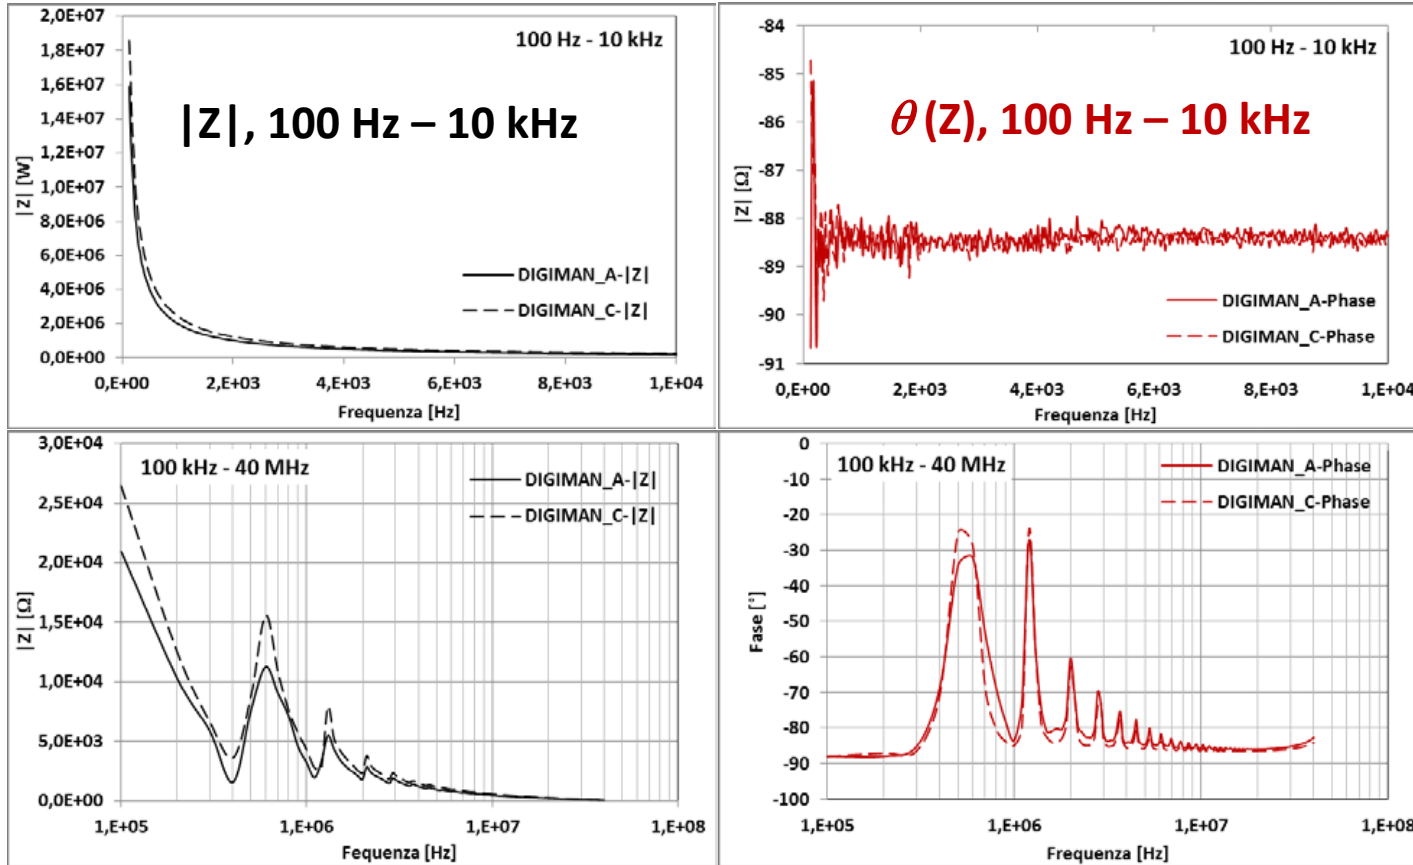 2,0E+07
1,8E+07
1,6E+07
1,4E+07
1,2E+07
1,0E+07
8,0E+06
6,0E+06
4,0E+06
2,0E+06
0,0E+00
|Z| [W]
100 Hz - 10 kHz
|Z|, 100 Hz – 10 kHz
DIGIMAN_A-|Z|
DIGIMAN_C-|Z|
0,E+00 2,E+03 4,E+03 6,E+03 8,E+03 1,E+04
Frequenza [Hz]
-84
-85
-86
-87
-88
-89
-90
-91
|Z| [Ω]
100 Hz - 10 kHz
θ (Z), 100 Hz – 10 kHz
DIGIMAN_A-Phase
DIGIMAN_C-Phase
0,E+00 2,E+03 4,E+03 6,E+03 8,E+03 1,E+04
Frequenza [Hz]
3,0E+04
2,5E+04
2,0E+04
1,5E+04
1,0E+04
5,0E+03
0,0E+00
|Z| [Ω]
100 kHz - 40 MHz
DIGIMAN_A-|Z|
DIGIMAN_C-|Z|
1,E+05 1,E+06 1,E+07 1,E+08
Fequenza [Hz]
0
-10
-20
-30
-40
-50
-60
-70
-80
-90
-100
Fase [°]
100 kHz - 40 MHz
DIGIMAN_A-Phase
DIGIMAN_C-Phase
1,E+05 1,E+06 1,E+07 1,E+08
Frequenza [Hz]